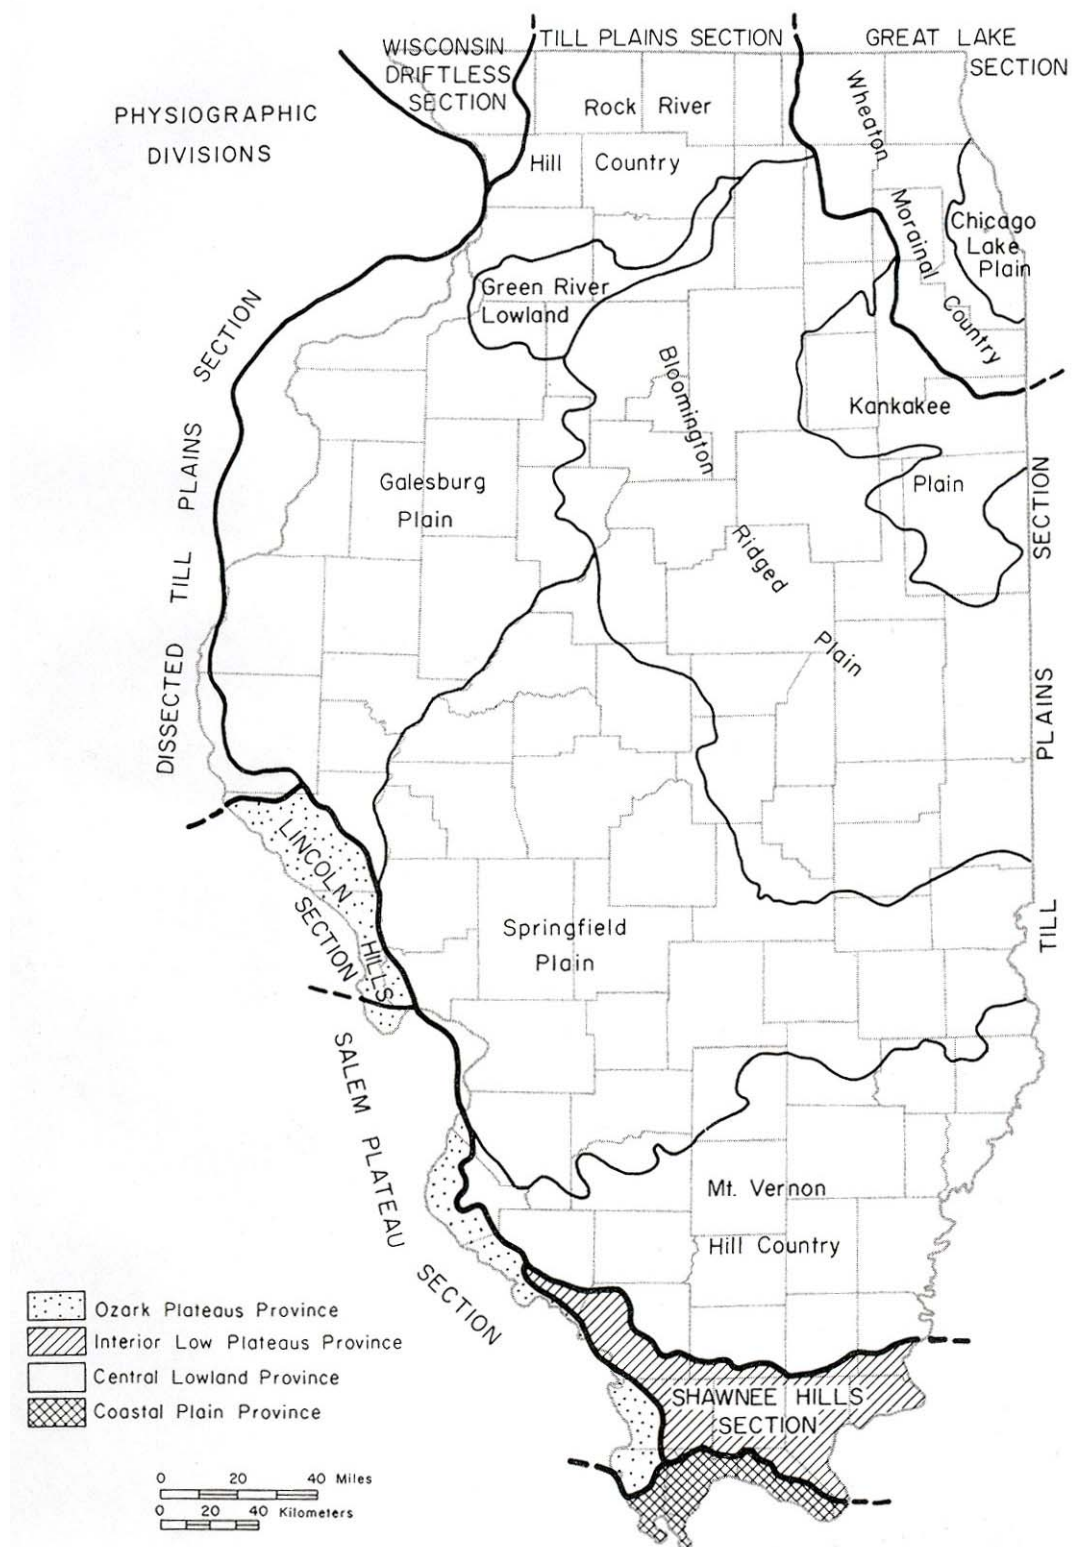 WISCONSIN
DRIFTLESS
SECTION
TILL PLAINS SECTION
GREAT LAKE
SECTION
PHYSIOGRAPHIC
DIVISIONS
Rock River
Hill Country
Wheaton
Morainal
Country
Chicago
Lake
Plain
Green River
Lowland
Bloomington
Ridged
Plain
Kankakee
Plain
Galesburg
Plain
DISSECTED TILL PLAINS SECTION
TILL PLAINS SECTION
LINCOLN HILLS
SECTION
Springfield
Plain
SALEM PLATEAU SECTION
Mt. Vernon
Hill Country
SHAWNEE HILLS
SECTION
Ozark Plateaus Province
Interior Low Plateaus Province
Central Lowland Province
Coastal Plain Province
0 20 40 Miles
0 20 40 Kilometers